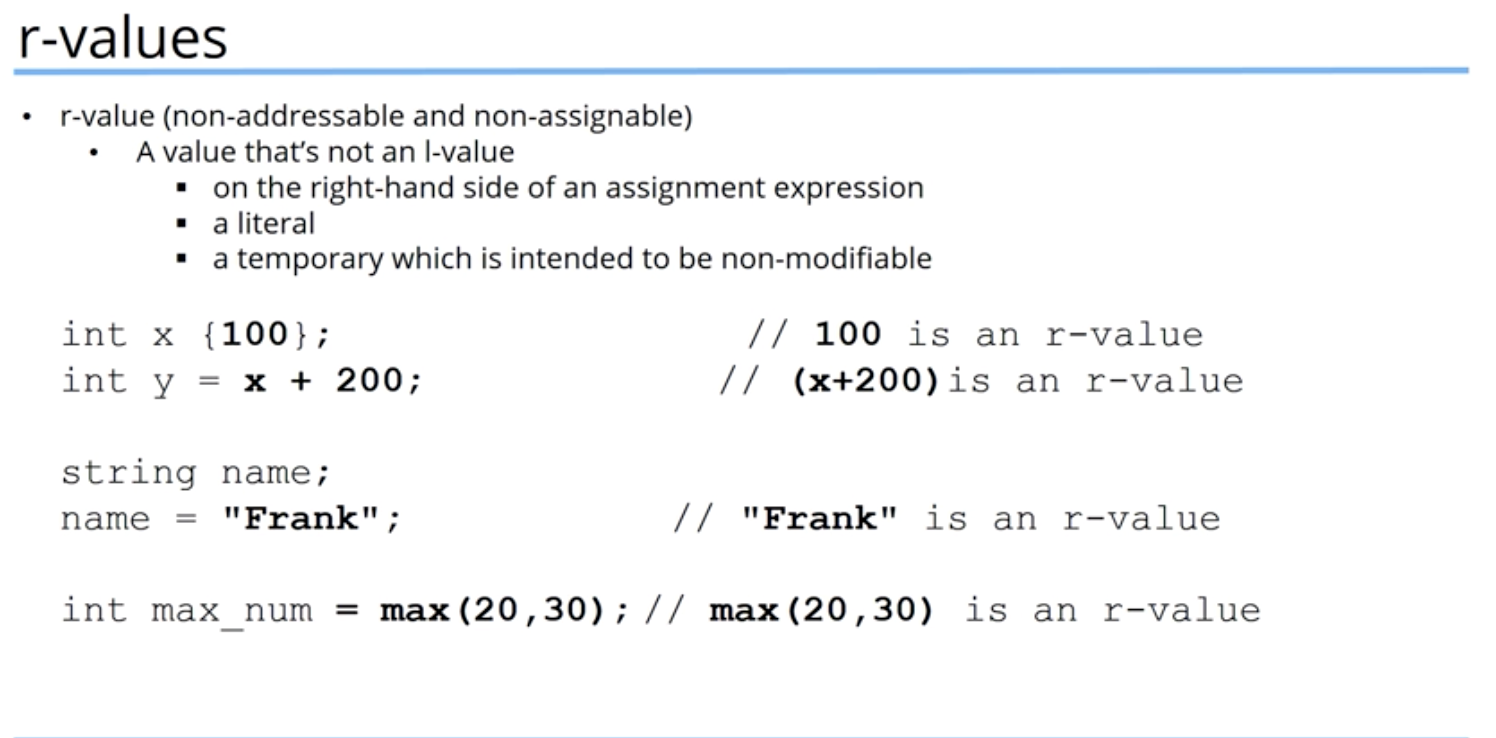 r-values
• r-value (non-addressable and non-assignable)
• A value that's not an l-value
▪ on the right-hand side of an assignment expression
▪ a literal
▪ a temporary which is intended to be non-modifiable
int x {100}; // 100 is an r-value
int y = x + 200; // (x+200)is an r-value
string name;
name = "Frank"; // "Frank" is an r-value
int max_num = max(20,30); // max(20,30) is an r-value